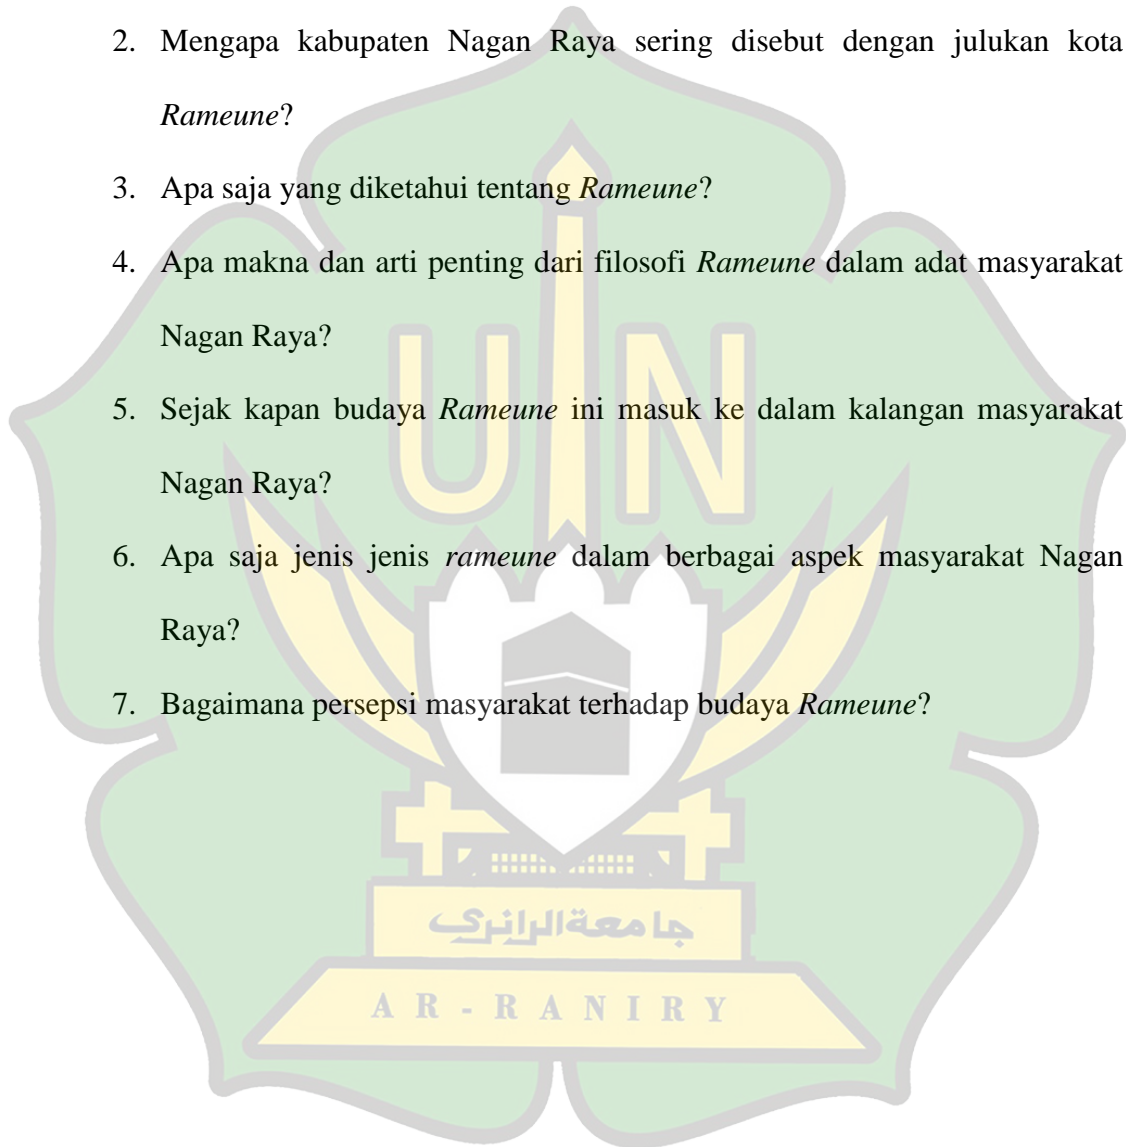 2. Mengapa kabupaten Nagan Raya sering disebut dengan julukan kota
Rameune?
3. Apa saja yang diketahui tentang Rameune?
4. Apa makna dan arti penting dari filosofi Rameune dalam adat masyarakat
Nagan Raya?
UIN
5. Sejak kapan budaya Rameune ini masuk ke dalam kalangan masyarakat
Nagan Raya?
6. Apa saja jenis jenis rameune dalam berbagai aspek masyarakat Nagan
Raya?
7. Bagaimana persepsi masyarakat terhadap budaya Rameune?
جامعةالرانري
AR-RANIRY